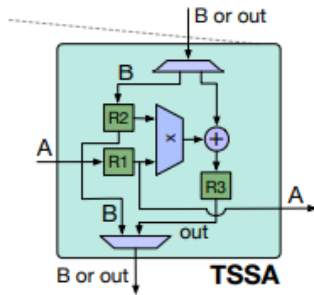 B or out
B
R2
x
+
A
R1
R3
A
B
out
B or out
TSSA